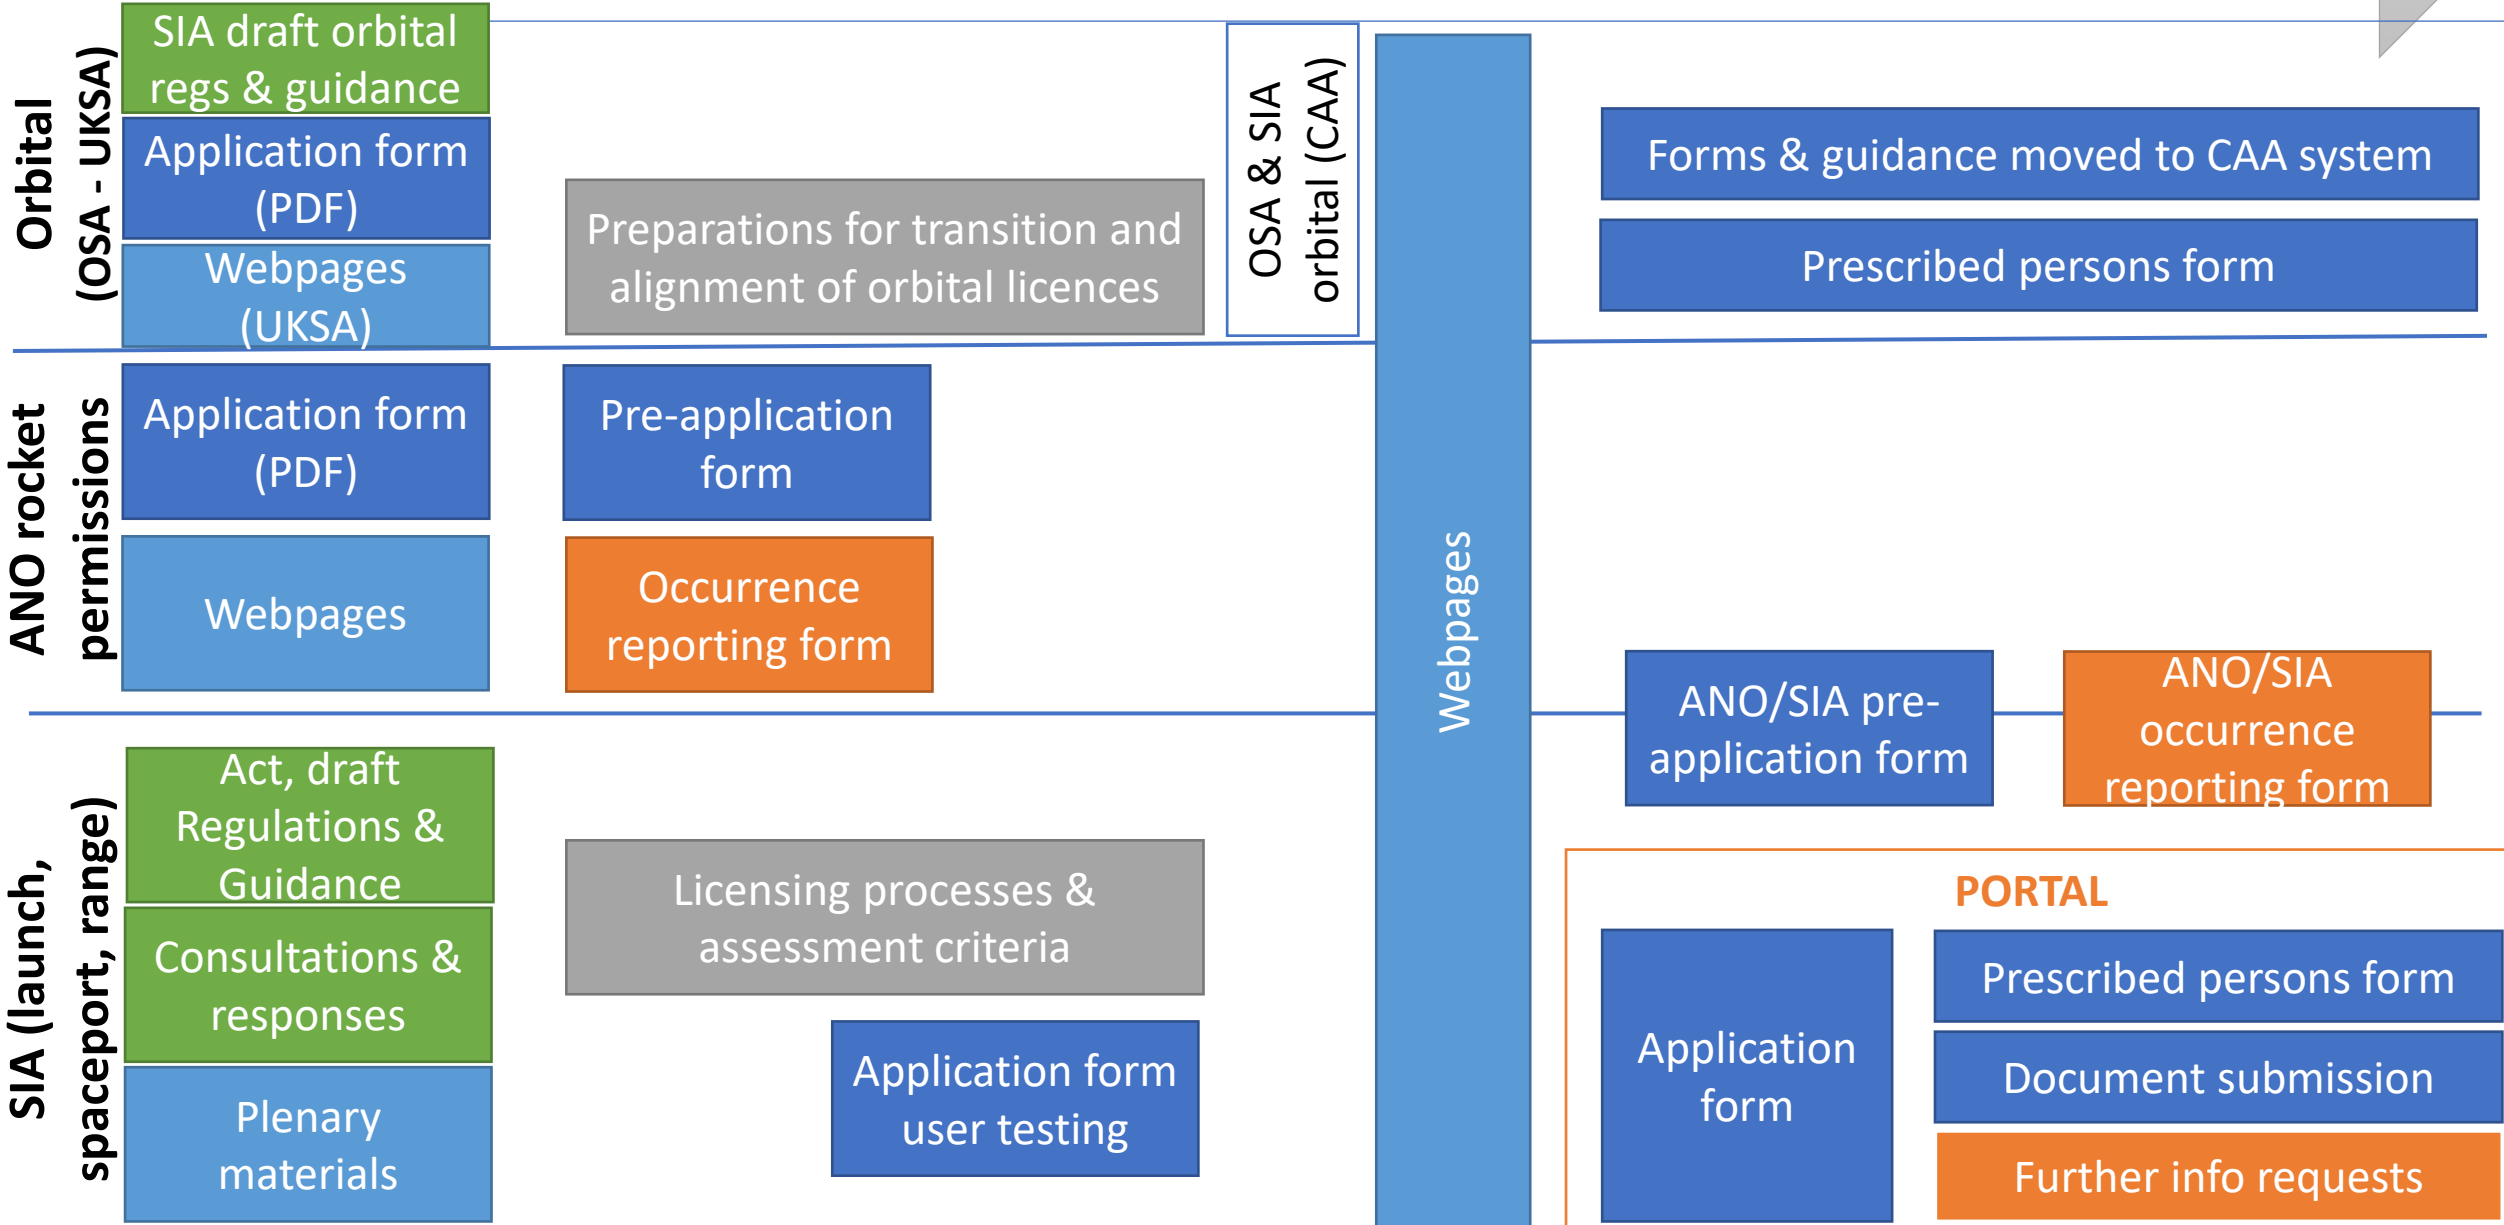 Orbital
(OSA - UKSA)
SIA draft orbital
regs & guidance
Application form
(PDF)
Webpages
(UKSA)
Preparations for transition and
alignment of orbital licences
OSA & SIA
orbital (CAA)
Webpages
Forms & guidance moved to CAA system
Prescribed persons form
ANO rocket
permissions
Application form
(PDF)
Webpages
Pre-application
form
Occurrence
reporting form
ANO/SIA pre-
application form
ANO/SIA
occurrence
reporting form
SIA (launch,
spaceport, range)
Act, draft
Regulations &
Guidance
Consultations &
responses
Plenary
materials
Licensing processes &
assessment criteria
Application form
user testing
PORTAL
Application
form
Prescribed persons form
Document submission
Further info requests